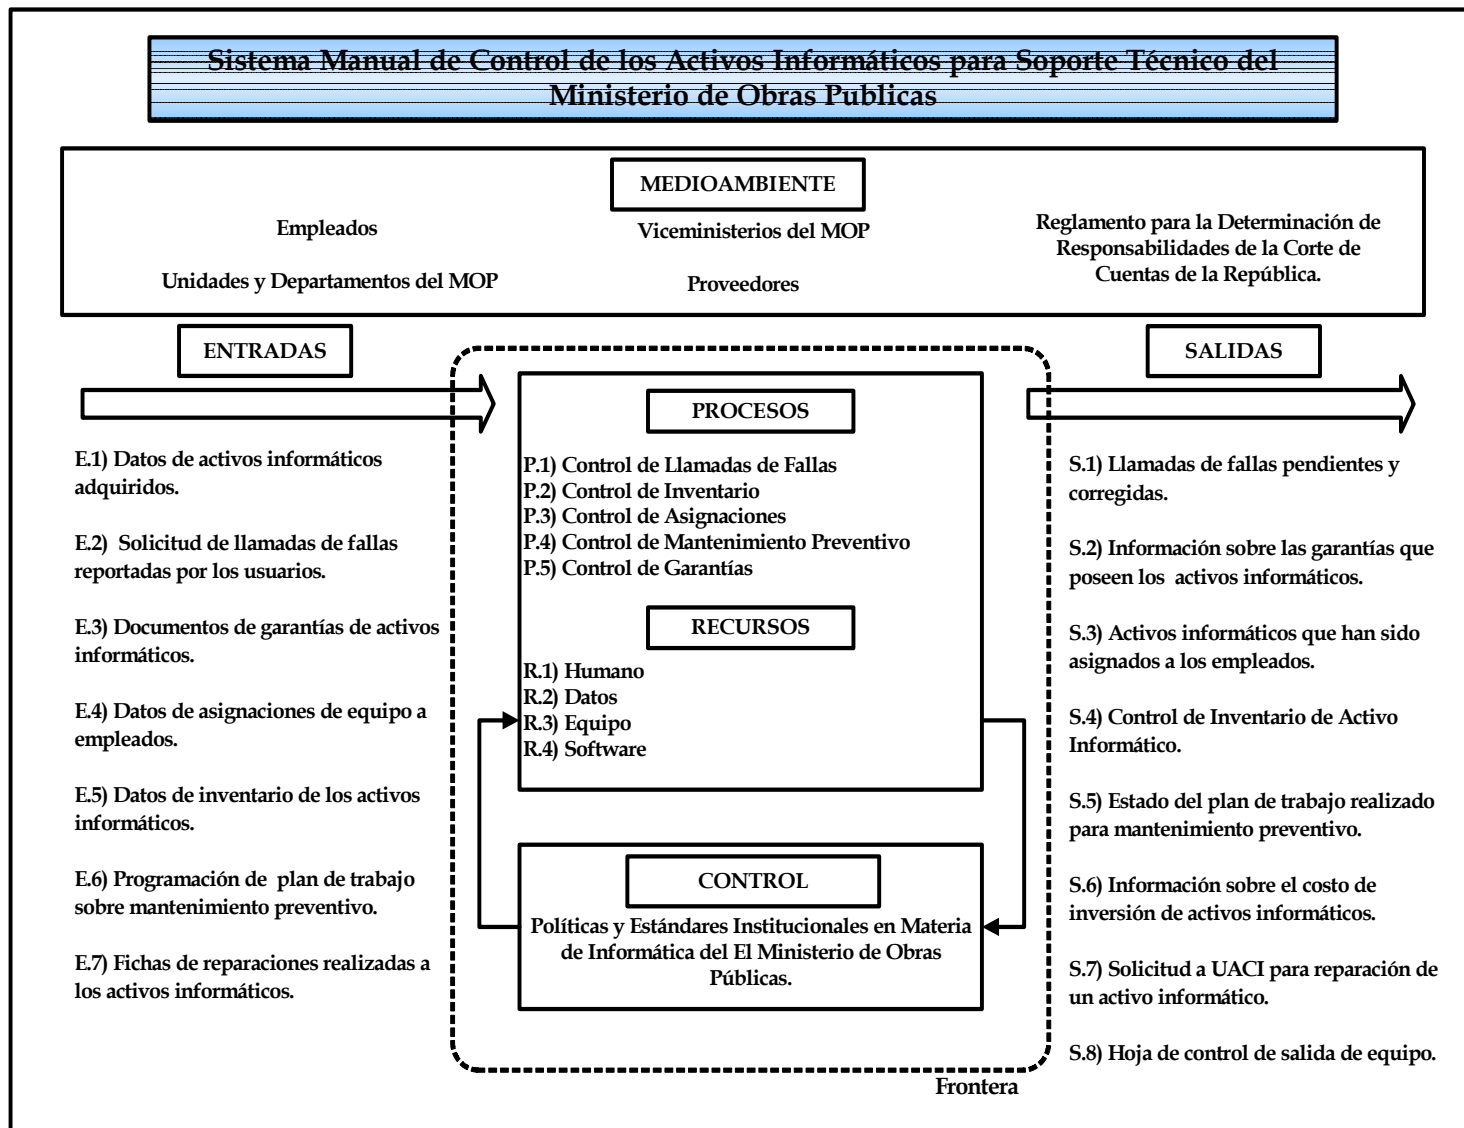 Sistema Manual de Control de los Activos Informáticos para Soporte Técnico del
Ministerio de Obras Publicas
MEDIOAMBIENTE
Empleados
Unidades y Departamentos del MOP
Viceministerios del MOP
Proveedores
Reglamento para la Determinación de
Responsabilidades de la Corte de
Cuentas de la República.
ENTRADAS
E.1) Datos de activos informáticos
adquiridos.
E.2) Solicitud de llamadas de fallas
reportadas por los usuarios.
E.3) Documentos de garantías de activos
informáticos.
E.4) Datos de asignaciones de equipo a
empleados.
E.5) Datos de inventario de los activos
informáticos.
E.6) Programación de plan de trabajo
sobre mantenimiento preventivo.
E.7) Fichas de reparaciones realizadas a
los activos informáticos.
PROCESOS
P.1) Control de Llamadas de Fallas
P.2) Control de Inventario
P.3) Control de Asignaciones
P.4) Control de Mantenimiento Preventivo
P.5) Control de Garantías
RECURSOS
R.1) Humano
R.2) Datos
R.3) Equipo
R.4) Software
CONTROL
Políticas y Estándares Institucionales en Materia
de Informática del El Ministerio de Obras
Públicas.
Frontera
SALIDAS
S.1) Llamadas de fallas pendientes y
corregidas.
S.2) Información sobre las garantías que
poseen los activos informáticos.
S.3) Activos informáticos que han sido
asignados a los empleados.
S.4) Control de Inventario de Activo
Informático.
S.5) Estado del plan de trabajo realizado
para mantenimiento preventivo.
S.6) Información sobre el costo de
inversión de activos informáticos.
S.7) Solicitud a UACI para reparación de
un activo informático.
S.8) Hoja de control de salida de equipo.